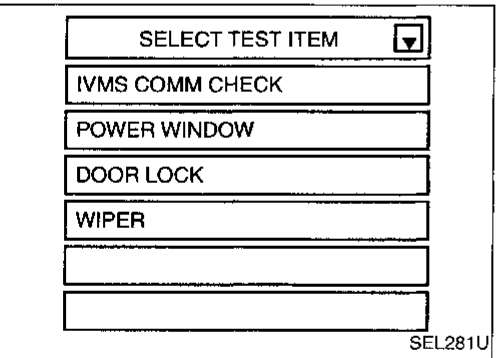 SELECT TEST ITEM
IVMS COMM CHECK
POWER WINDOW
DOOR LOCK
WIPER
SEL281U